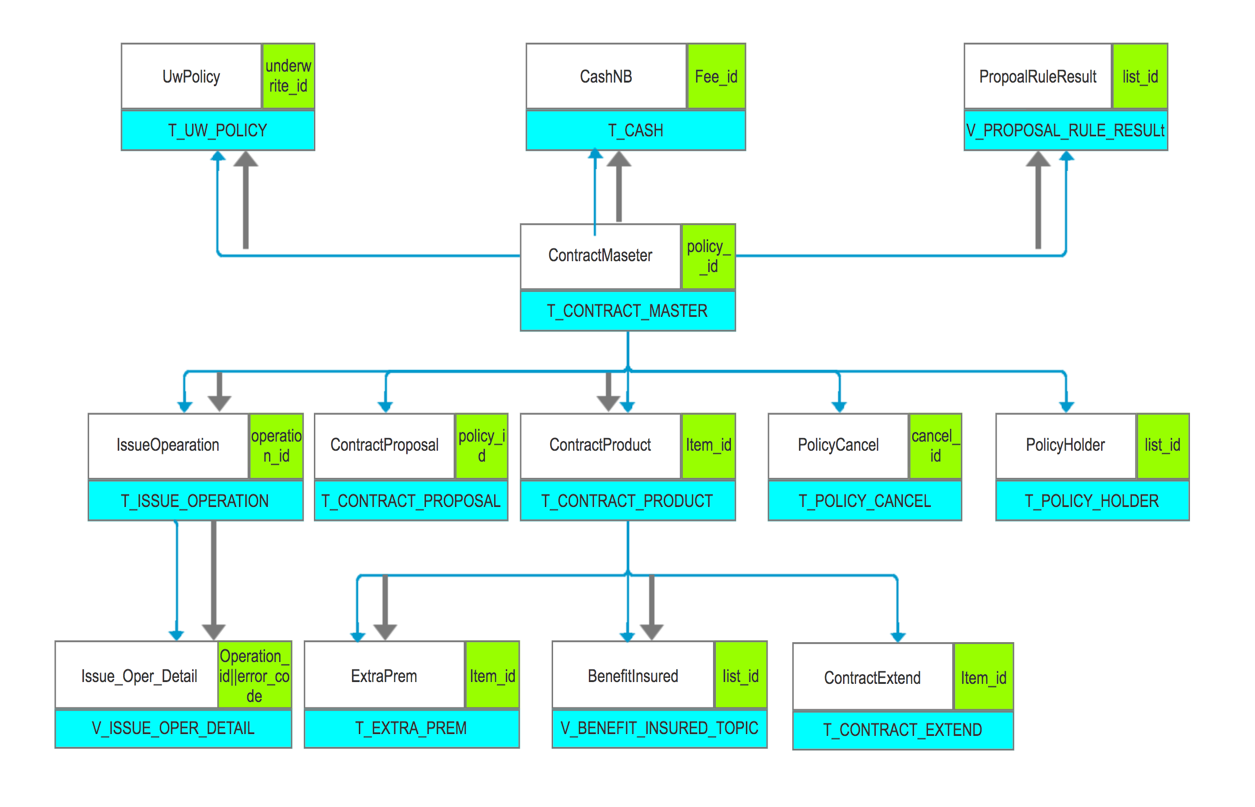 UwPolicy
underw
rite_id
T_UW_POLICY
CashNB
Fee_id
T_CASH
PropoalRuleResult
list_id
V_PROPOSAL_RULE_RESULt
ContractMaseter
policy_
_id
T_CONTRACT_MASTER
IssueOpearation
operatio
n_id
T_ISSUE_OPERATION
ContractProposal
policy_i
d
T_CONTRACT_PROPOSAL
ContractProduct
Item_id
T_CONTRACT_PRODUCT
PolicyCancel
cancel_
id
T_POLICY_CANCEL
PolicyHolder
list_id
T_POLICY_HOLDER
Issue_Oper_Detail
Operation_
id||error_co
de
V_ISSUE_OPER_DETAIL
ExtraPrem
Item_id
T_EXTRA_PREM
BenefitInsured
list_id
V_BENEFIT_INSURED_TOPIC
ContractExtend
Item_id
T_CONTRACT_EXTEND